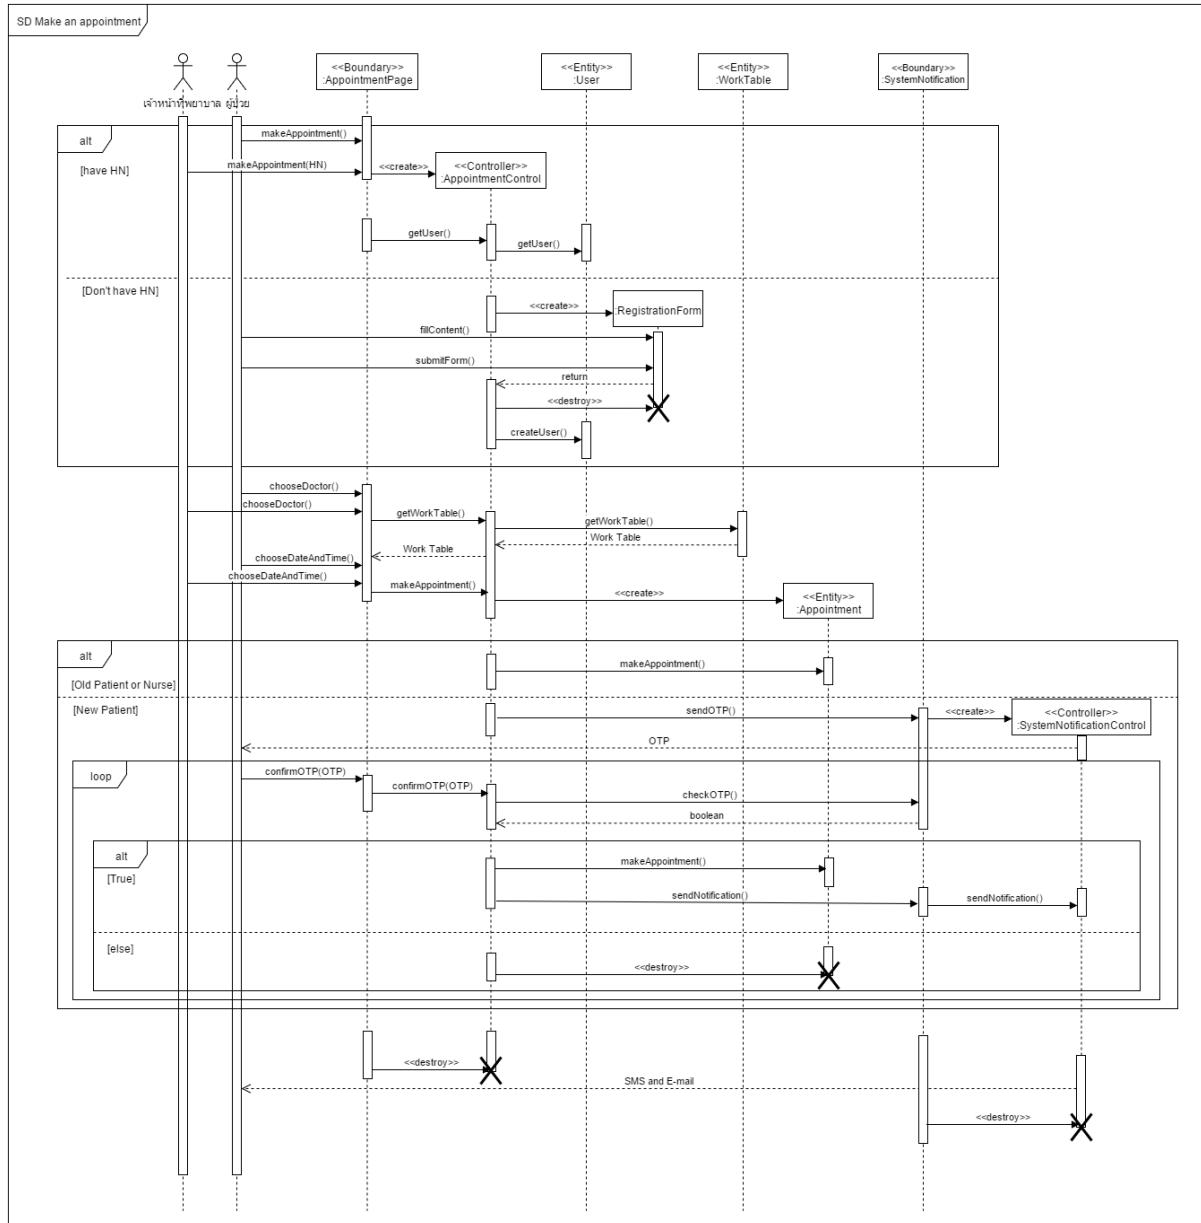 SD Make an appointment
<<Boundary>>
:AppointmentPage
<<Entity>>
:User
<<Entity>>
:WorkTable
<<Boundary>>
:SystemNotification
เจ้าหน้าที่พยาบาล
ผู้ป่วย
alt
makeAppointment()
[have HN]
makeAppointment(HN)
<<create>>
<<Controller>>
:AppointmentControl
getUser()
getUser()
[Don't have HN]
<<create>>
:RegistrationForm
fillContent()
submitForm()
return
<<destroy>>
createUser()
chooseDoctor()
chooseDoctor()
getWorkTable()
getWorkTable()
Work Table
Work Table
chooseDateAndTime()
chooseDateAndTime()
makeAppointment()
<<create>>
<<Entity>>
:Appointment
alt
makeAppointment()
[Old Patient or Nurse]
[New Patient]
sendOTP()
<<create>>
<<Controller>>
:SystemNotificationControl
OTP
loop
confirmOTP(OTP)
confirmOTP(OTP)
checkOTP()
boolean
alt
makeAppointment()
[True]
sendNotification()
sendNotification()
[else]
<<destroy>>
<<destroy>>
SMS and E-mail
<<destroy>>